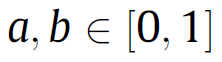 a, b ∈ [0, 1]